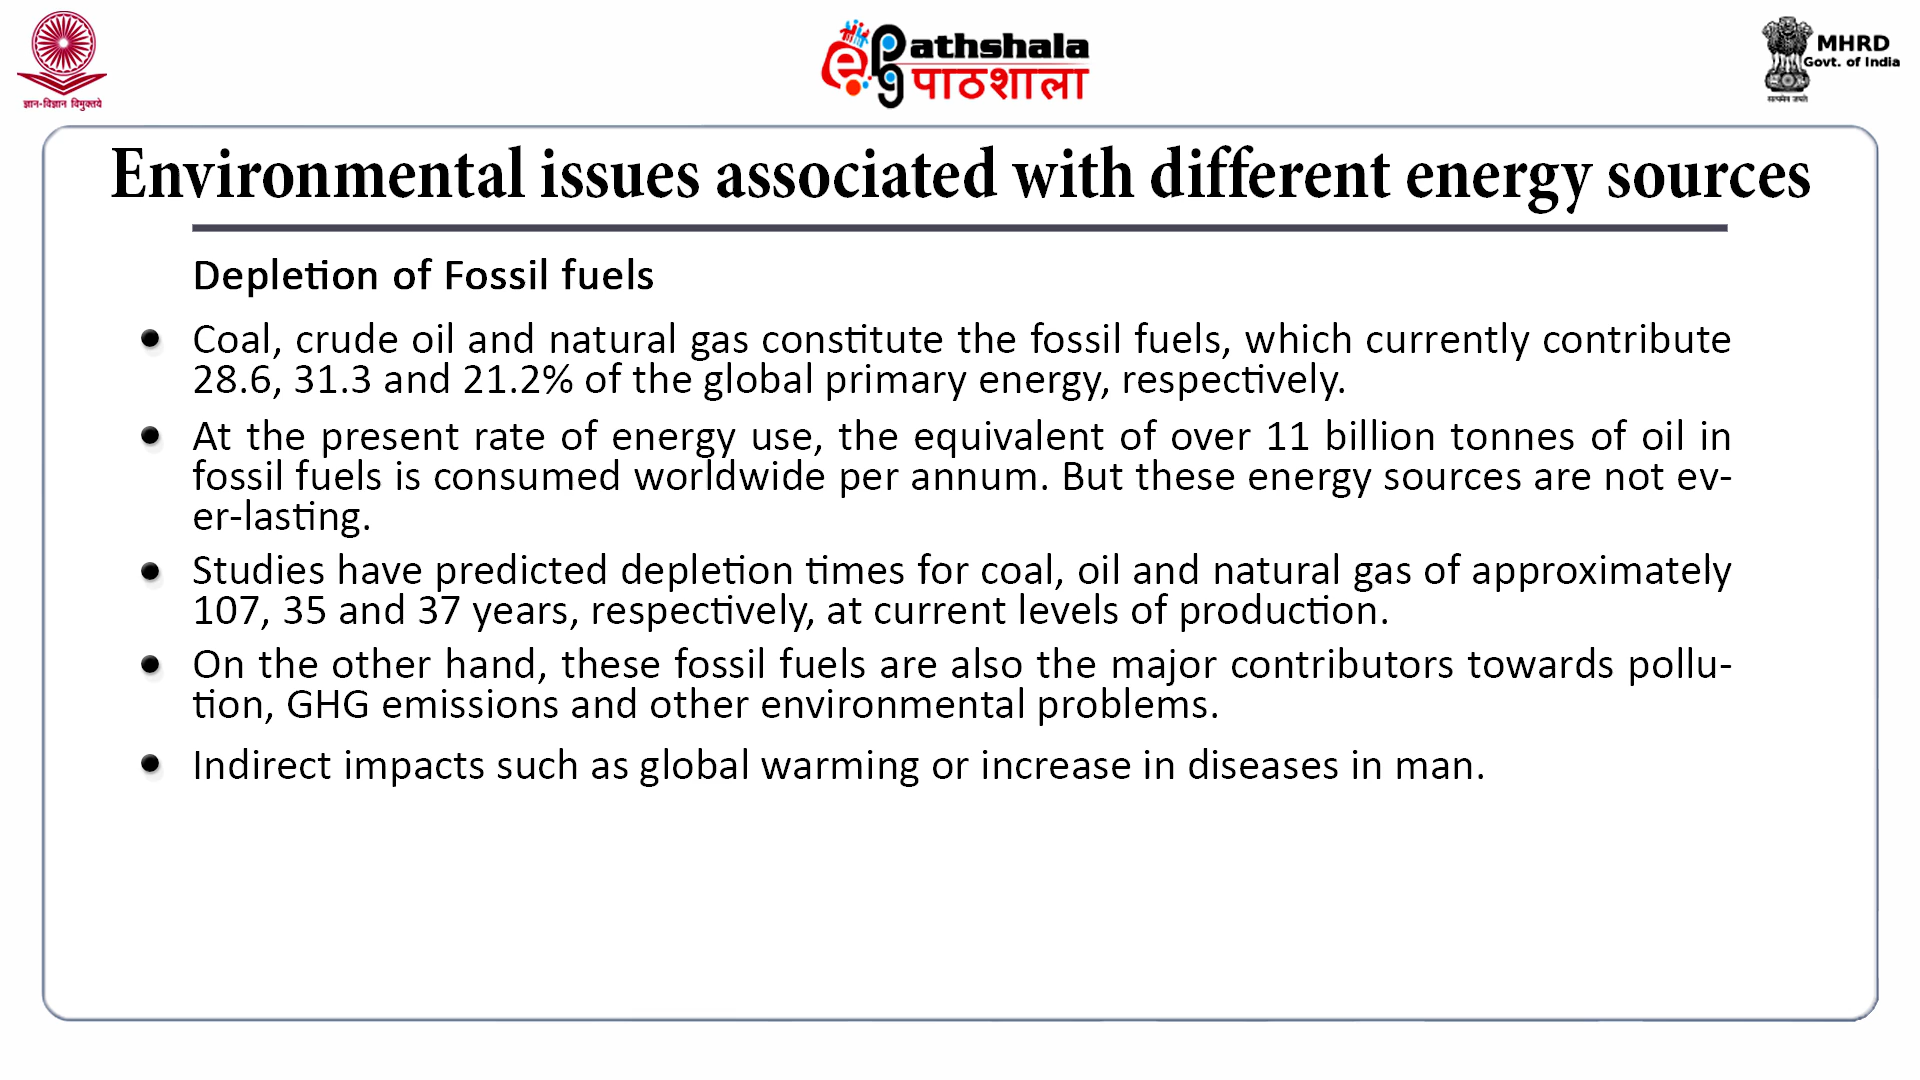 ज्ञान-विज्ञान विमुक्तये
e Pathshala
पाठशाला
MHRD
Govt. of India
सत्यमेव जयते
Environmental issues associated with different energy sources
Depletion of Fossil fuels
Coal, crude oil and natural gas constitute the fossil fuels, which currently contribute
28.6, 31.3 and 21.2% of the global primary energy, respectively.
At the present rate of energy use, the equivalent of over 11 billion tonnes of oil in
fossil fuels is consumed worldwide per annum. But these energy sources are not ev-
er-lasting.
Studies have predicted depletion times for coal, oil and natural gas of approximately
107, 35 and 37 years, respectively, at current levels of production.
On the other hand, these fossil fuels are also the major contributors towards pollu-
tion, GHG emissions and other environmental problems.
Indirect impacts such as global warming or increase in diseases in man.